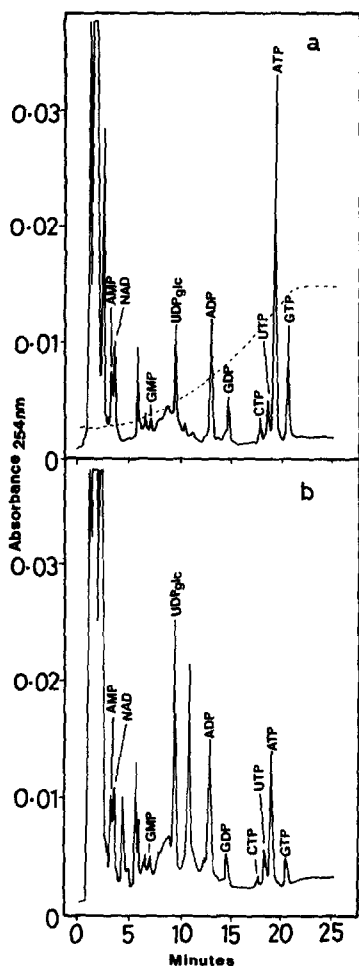 a
ATP
0·03
0·02
AMP
NAD
UDPglc
ADP
UTP
GTP
0·01
GMP
GDP
CTP
0
Absorbance 254nm
b
UDPglc
0·03
0·02
AMP
NAD
ADP
UTP
ATP
0·01
GMP
GDP
CTP
GTP
0
0 5 10 15 20 25
Minutes